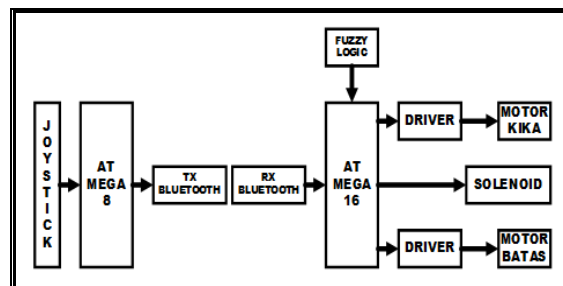 FUZZY
LOGIC
JOYSTICK
AT
MEGA
8
TX
BLUETOOTH
RX
BLUETOOTH
AT
MEGA
16
DRIVER
MOTOR
KIKA
SOLENOID
DRIVER
MOTOR
BATAS